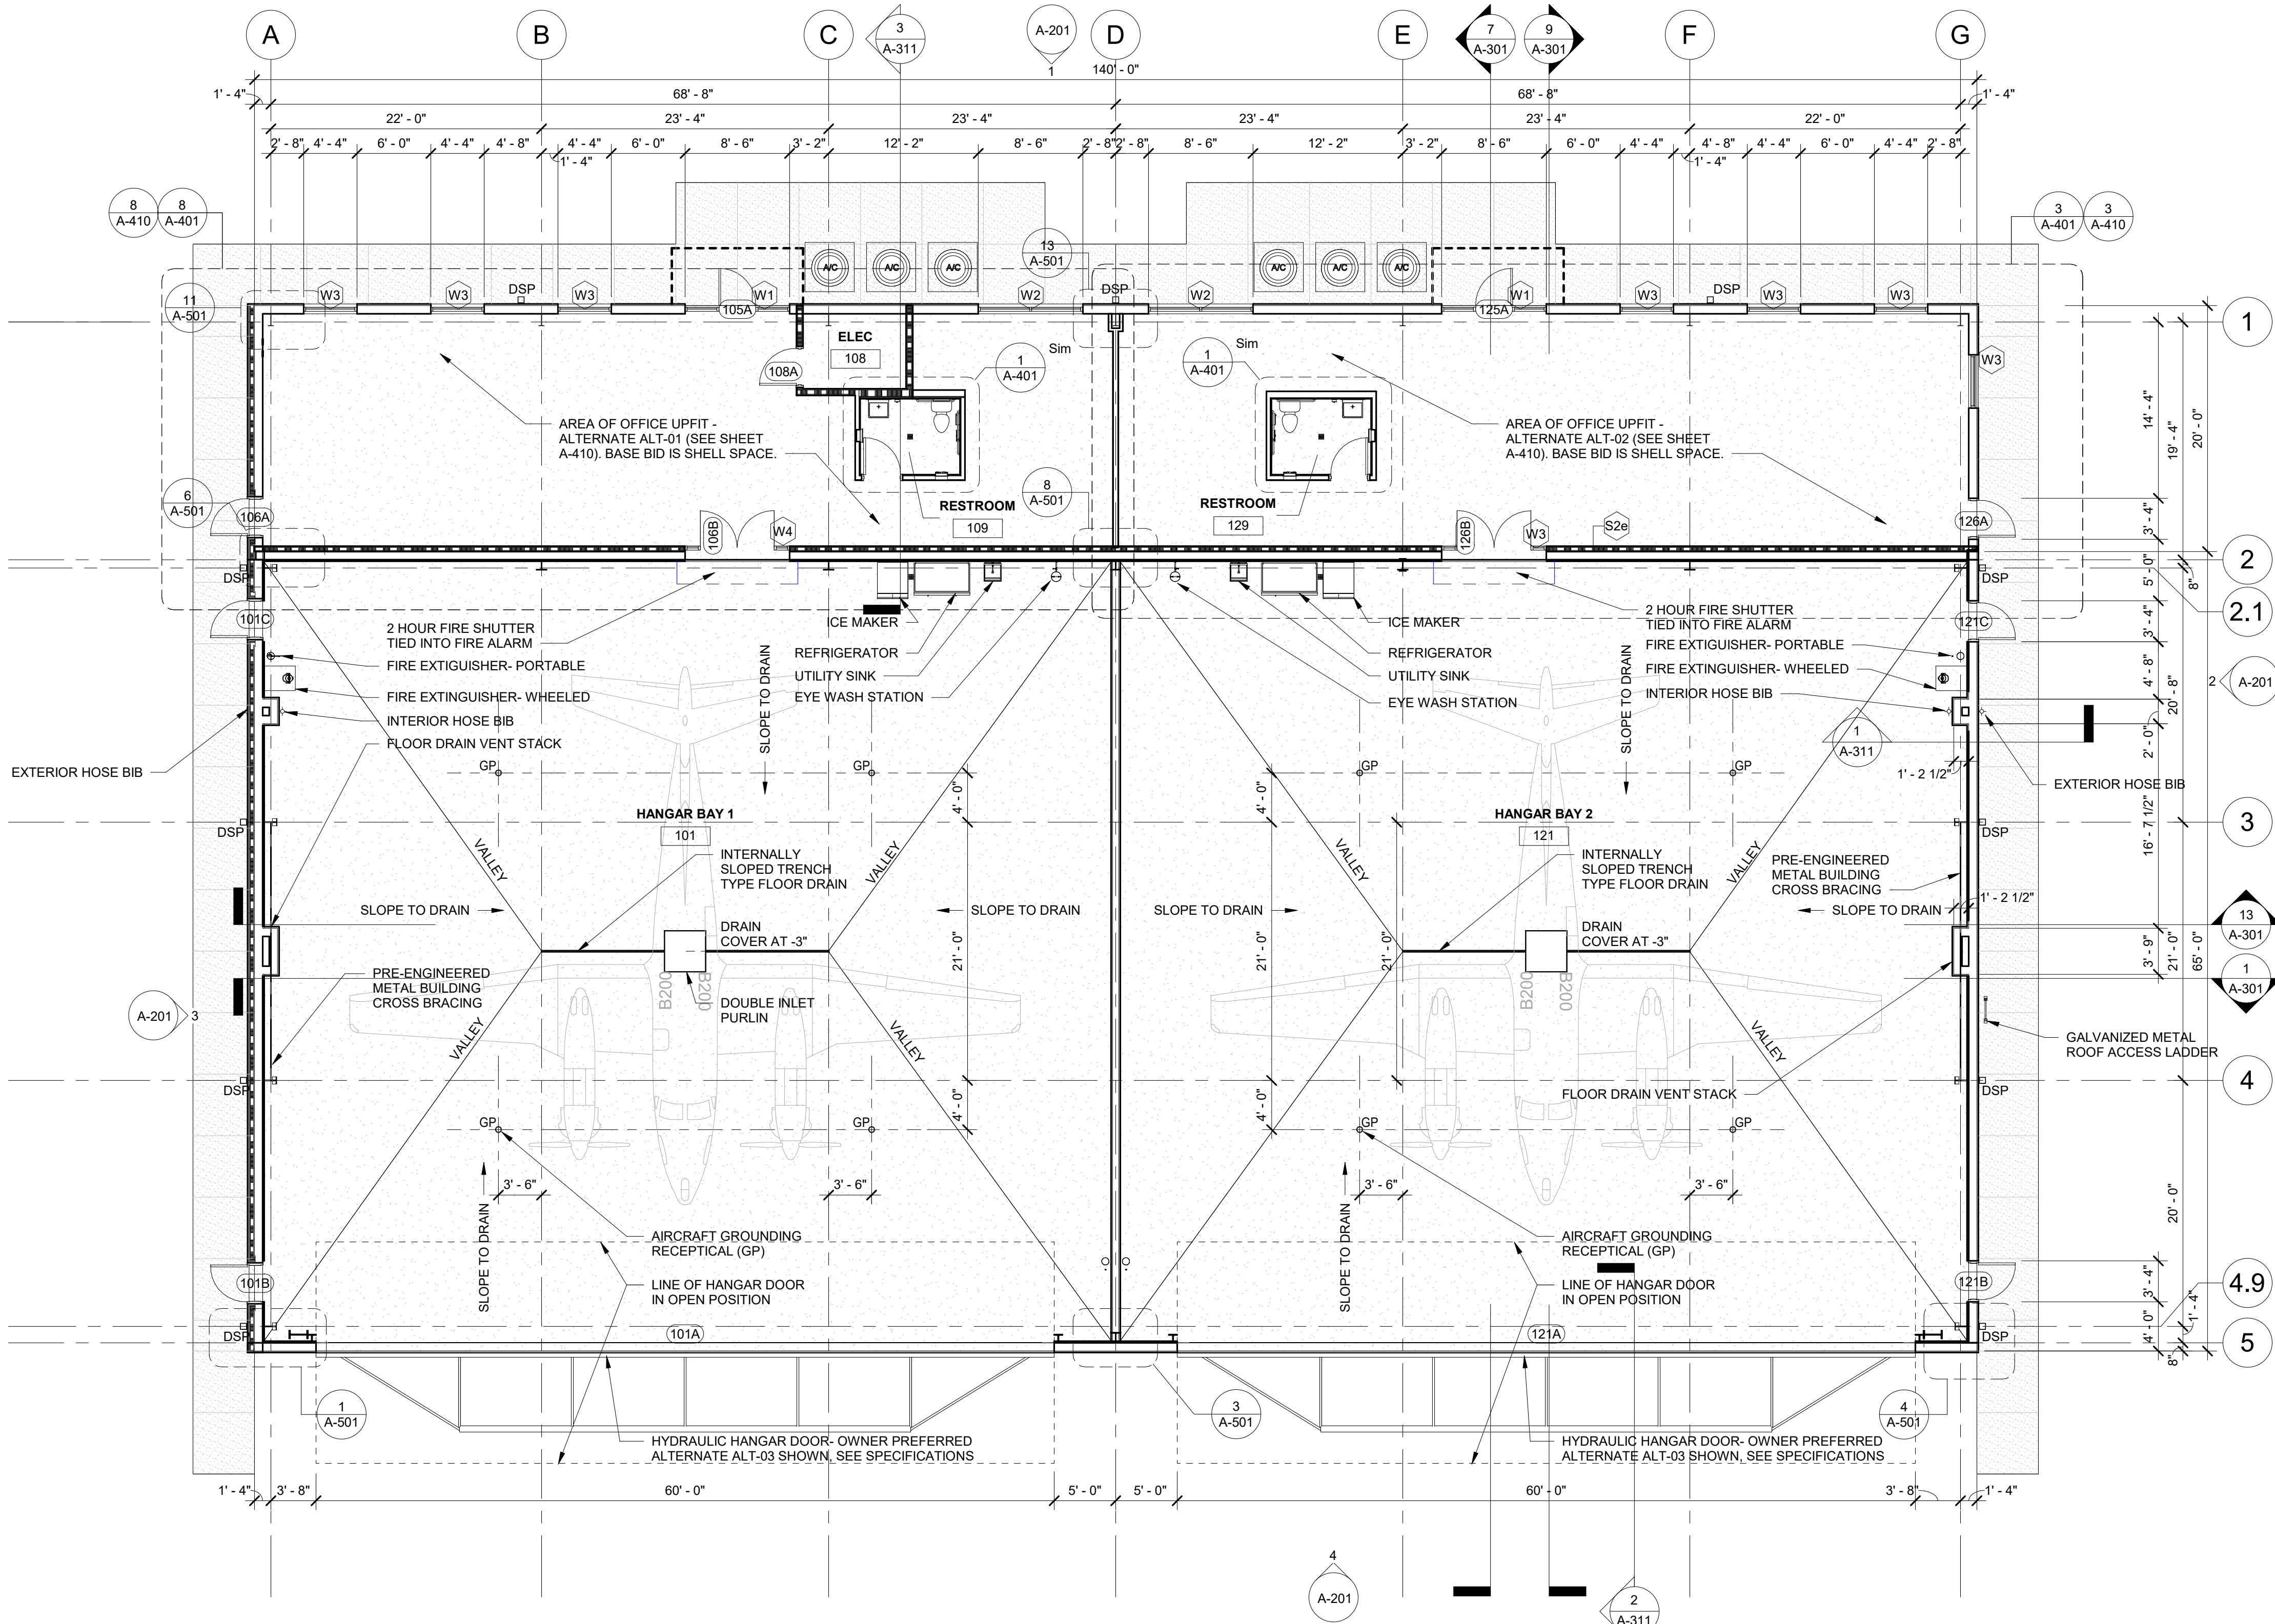 A B C D E F G
3
A-311
A-201
1
7
A-301
9
A-301
140' - 0"
1' - 4" 68' - 8" 68' - 8" 1' - 4"
22' - 0" 23' - 4" 23' - 4" 23' - 4" 23' - 4" 22' - 0"
2' - 8" 4' - 4" 6' - 0" 4' - 4" 4' - 8" 4' - 4" 6' - 0" 8' - 6" 3' - 2" 12' - 2" 8' - 6" 2' - 8" 2' - 8" 8' - 6" 12' - 2" 3' - 2" 8' - 6" 6' - 0" 4' - 4" 4' - 8" 4' - 4" 6' - 0" 4' - 4" 2' - 8"
1' - 4" 1' - 4"
8
A-410
8
A-401
3
A-401
3
A-410
13
A-501
A/C A/C A/C A/C A/C A/C
W3 W3 DSP W3 W1 W2 DSP W2 W1 W3 DSP W3 W3
11
A-501
105A 125A
1
ELEC
108
108A
Sim
1
A-401
Sim
1
A-401
W3
AREA OF OFFICE UPFIT -
ALTERNATE ALT-01 (SEE SHEET
A-410). BASE BID IS SHELL SPACE.
AREA OF OFFICE UPFIT -
ALTERNATE ALT-02 (SEE SHEET
A-410). BASE BID IS SHELL SPACE.
14' - 4"
19' - 4"
20' - 0"
6
A-501
8
A-501
RESTROOM
109
RESTROOM
129
106A 106B W4 126B W3 S2e 126A
3' - 4"
2
DSP DSP
5' - 0"
8"
2.1
101C 121C
3' - 4"
2 HOUR FIRE SHUTTER
TIED INTO FIRE ALARM
ICE MAKER
ICE MAKER
2 HOUR FIRE SHUTTER
TIED INTO FIRE ALARM
FIRE EXTIGUISHER- PORTABLE
REFRIGERATOR
REFRIGERATOR
FIRE EXTIGUISHER- PORTABLE
FIRE EXTINGUISHER- WHEELED
UTILITY SINK
UTILITY SINK
FIRE EXTINGUISHER- WHEELED
EYE WASH STATION
EYE WASH STATION
INTERIOR HOSE BIB
INTERIOR HOSE BIB
FLOOR DRAIN VENT STACK
SLOPE TO DRAIN
SLOPE TO DRAIN
4' - 8"
20' - 8"
2' - 0"
2
A-201
1
A-311
EXTERIOR HOSE BIB
GP GP GP GP
1' - 2 1/2"
EXTERIOR HOSE BIB
4' - 0" 4' - 0"
HANGAR BAY 1
101
HANGAR BAY 2
121
16' - 7 1/2"
3
DSP DSP
VALLEY VALLEY VALLEY
INTERNALLY
SLOPED TRENCH
TYPE FLOOR DRAIN
INTERNALLY
SLOPED TRENCH
TYPE FLOOR DRAIN
PRE-ENGINEERED
METAL BUILDING
CROSS BRACING
1' - 2 1/2"
SLOPE TO DRAIN SLOPE TO DRAIN SLOPE TO DRAIN SLOPE TO DRAIN
13
A-301
DRAIN
COVER AT -3"
DRAIN
COVER AT -3"
21' - 0" 21' - 0" 21' - 0"
3' - 9"
21' - 0"
65' - 0"
1
A-301
PRE-ENGINEERED
METAL BUILDING
CROSS BRACING
B200 B200 B200 B200
DOUBLE INLET
PURLIN
A-201
3
VALLEY VALLEY VALLEY
GALVANIZED METAL
ROOF ACCESS LADDER
DSP DSP
4
FLOOR DRAIN VENT STACK
4' - 0" 4' - 0"
GP GP GP GP
3' - 6" 3' - 6" 3' - 6" 3' - 6"
20' - 0"
SLOPE TO DRAIN
SLOPE TO DRAIN
AIRCRAFT GROUNDING
RECEPTICAL (GP)
AIRCRAFT GROUNDING
RECEPTICAL (GP)
LINE OF HANGAR DOOR
IN OPEN POSITION
LINE OF HANGAR DOOR
IN OPEN POSITION
101B 121B
3' - 4"
4.9
1' - 4"
DSP 101A 121A DSP
4' - 0"
5
8"
1
A-501
3
A-501
4
A-501
HYDRAULIC HANGAR DOOR- OWNER PREFERRED
ALTERNATE ALT-03 SHOWN, SEE SPECIFICATIONS
HYDRAULIC HANGAR DOOR- OWNER PREFERRED
ALTERNATE ALT-03 SHOWN, SEE SPECIFICATIONS
1' - 4" 3' - 8" 60' - 0" 5' - 0" 5' - 0" 60' - 0" 3' - 8" 1' - 4"
4
A-201
2
A-311